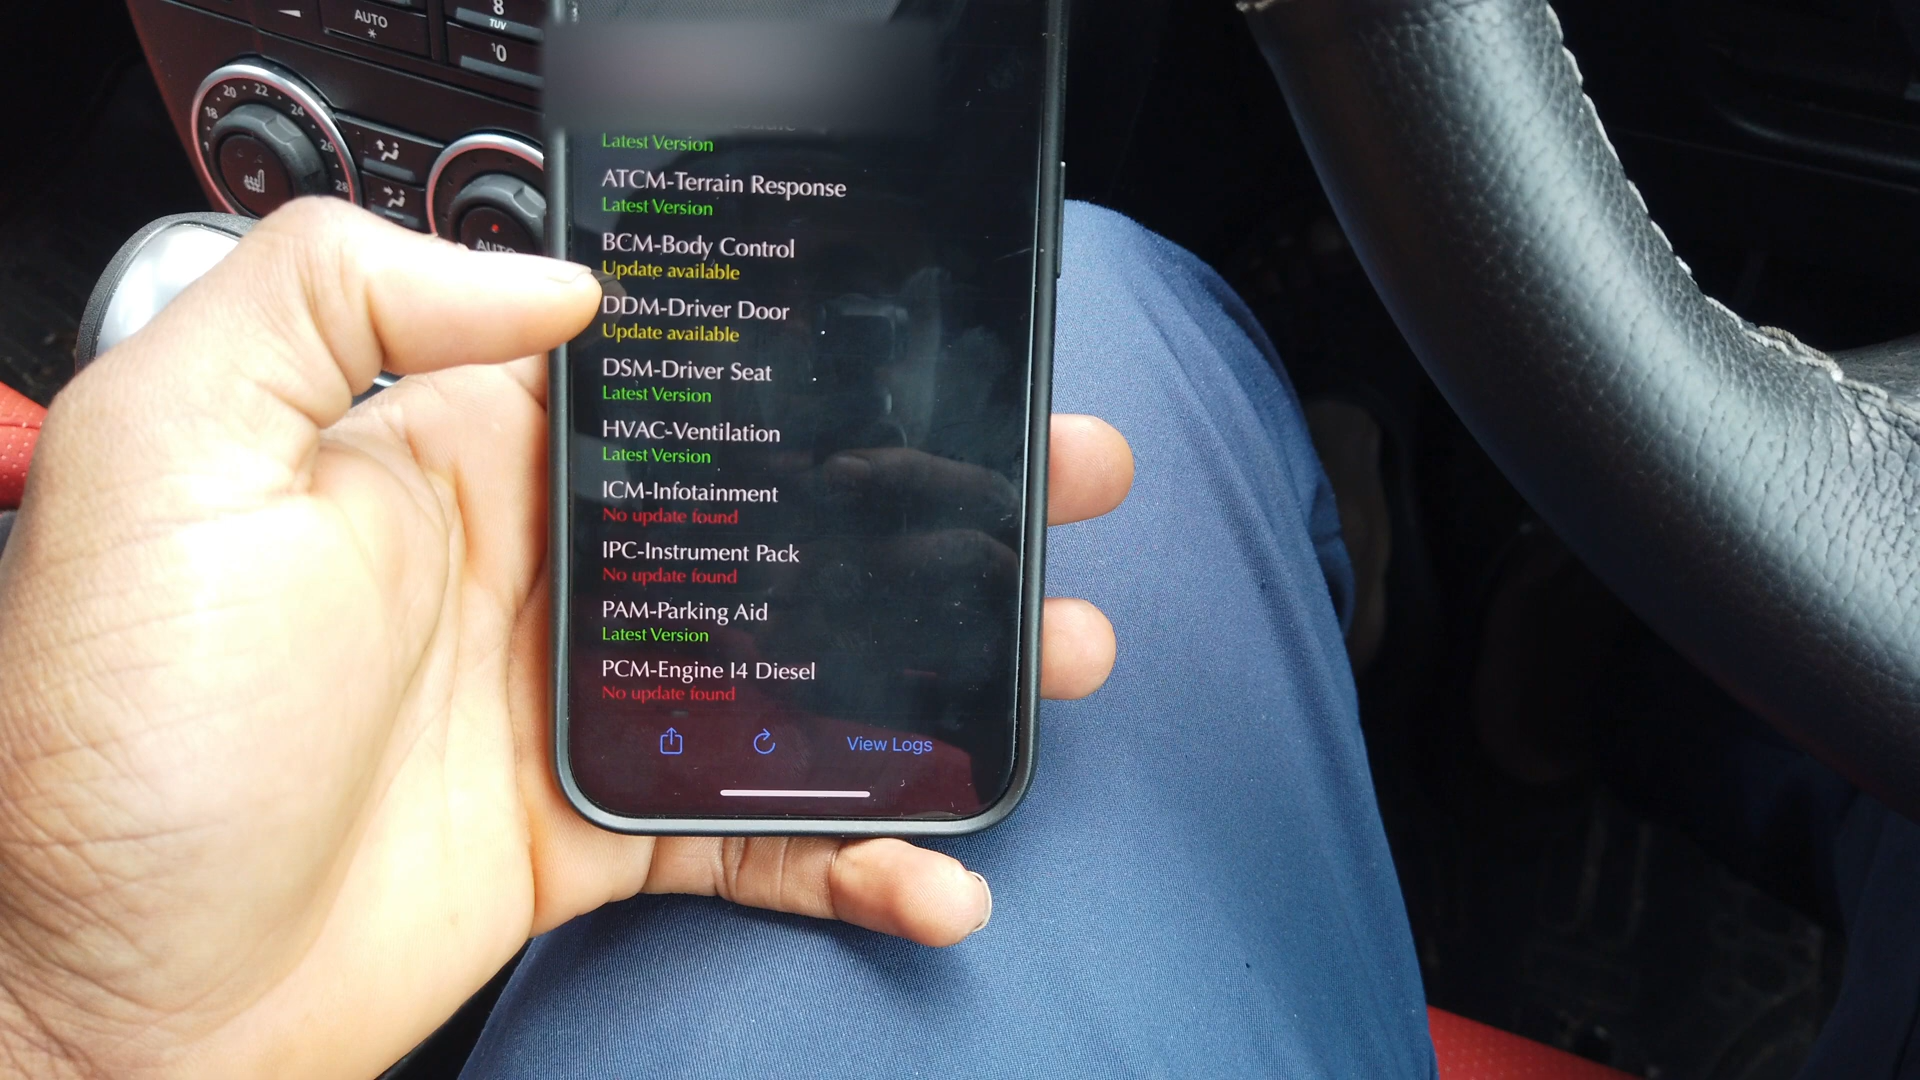 8
TUV
0
AUTO
18
20
22
24
26
28
AUTO
Latest Version
ATCM-Terrain Response
Latest Version
BCM-Body Control
Update available
DDM-Driver Door
Update available
DSM-Driver Seat
Latest Version
HVAC-Ventilation
Latest Version
ICM-Infotainment
No update found
IPC-Instrument Pack
No update found
PAM-Parking Aid
Latest Version
PCM-Engine I4 Diesel
No update found
View Logs